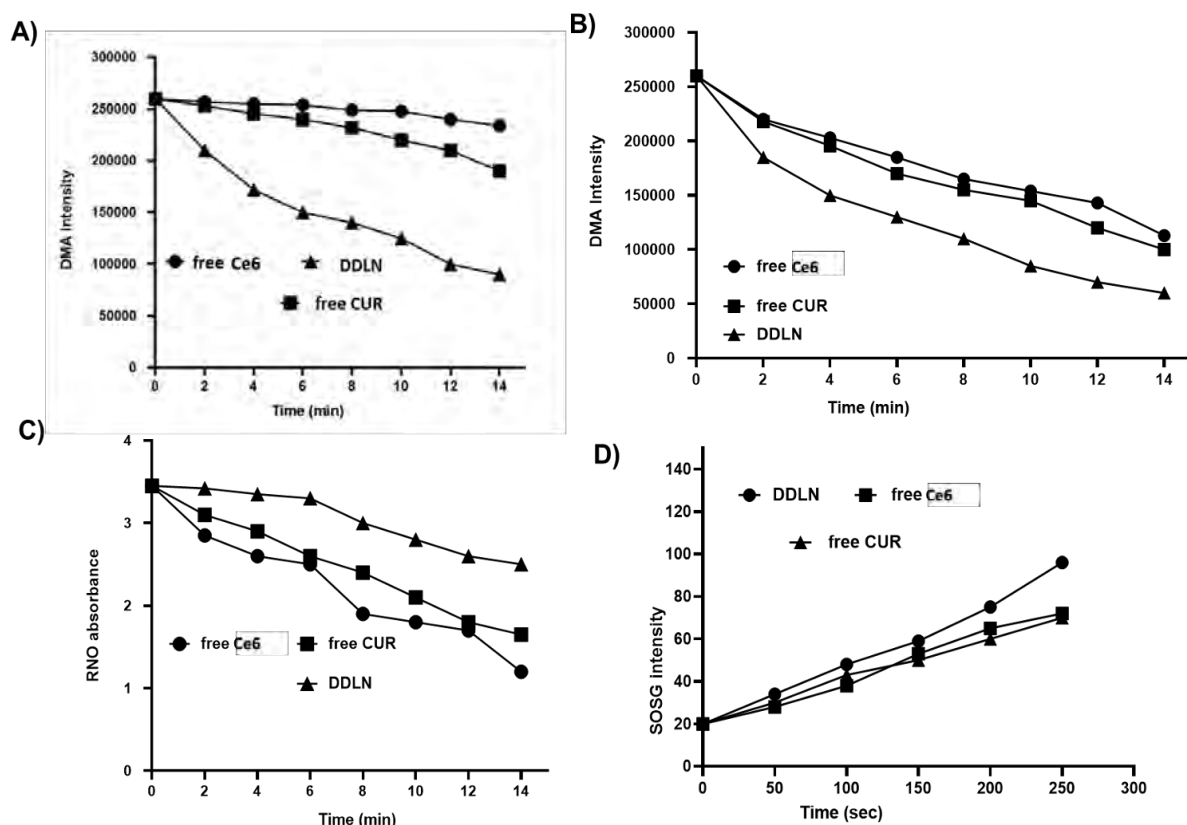 A)
300000
250000
200000
150000
100000
50000
0
DMA Intensity
free Ce6
DDLN
free CUR
0 2 4 6 8 10 12 14
Time (min)
B)
300000
250000
200000
150000
100000
50000
0
DMA Intensity
free Ce6
free CUR
DDLN
0 2 4 6 8 10 12 14
Time (min)
C)
4
3
2
1
0
RNO absorbance
free Ce6
free CUR
DDLN
0 2 4 6 8 10 12 14
Time (min)
D)
140
120
100
80
60
40
20
0
SOSG intensity
DDLN
free Ce6
free CUR
0 50 100 150 200 250 300
Time (sec)